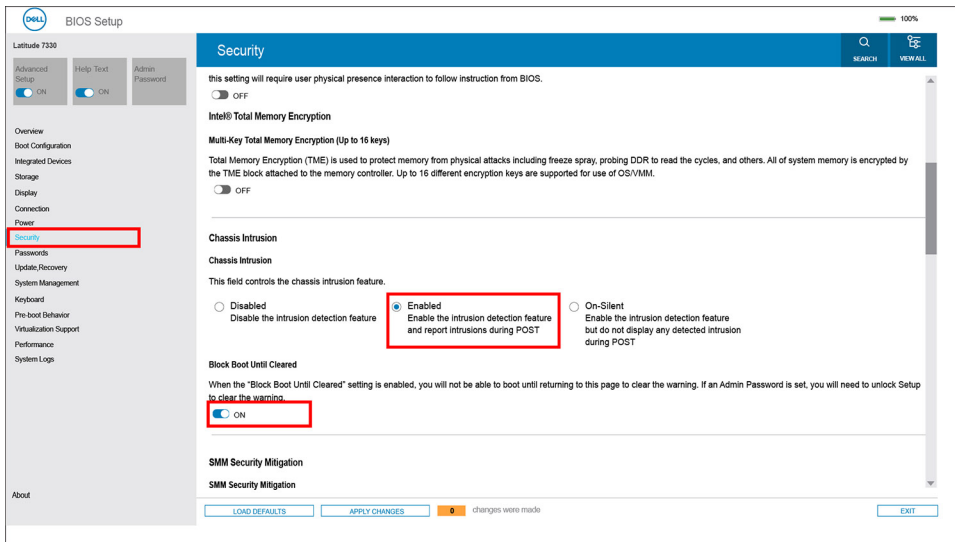 DELL
BIOS Setup
100%
Latitude 7330
Advanced
Setup
ON
Help Text
ON
Admin
Password
Security
SEARCH
VIEW ALL
Overview
Boot Configuration
Integrated Devices
Storage
Display
Connection
Power
Security
Passwords
Update,Recovery
System Management
Keyboard
Pre-boot Behavior
Virtualization Support
Performance
System Logs
About
this setting will require user physical presence interaction to follow instruction from BIOS.
OFF
Intel® Total Memory Encryption
Multi-Key Total Memory Encryption (Up to 16 keys)
Total Memory Encryption (TME) is used to protect memory from physical attacks including freeze spray, probing DDR to read the cycles, and others. All of system memory is encrypted by
the TME block attached to the memory controller. Up to 16 different encryption keys are supported for use of OS/VMM.
OFF
Chassis Intrusion
Chassis Intrusion
This field controls the chassis intrusion feature.
Disabled
Disable the intrusion detection feature
Enabled
Enable the intrusion detection feature
and report intrusions during POST
On-Silent
Enable the intrusion detection feature
but do not display any detected intrusion
during POST
Block Boot Until Cleared
When the "Block Boot Until Cleared" setting is enabled, you will not be able to boot until returning to this page to clear the warning. If an Admin Password is set, you will need to unlock Setup
to clear the warning.
ON
SMM Security Mitigation
SMM Security Mitigation
LOAD DEFAULTS
APPLY CHANGES
0
changes were made
EXIT